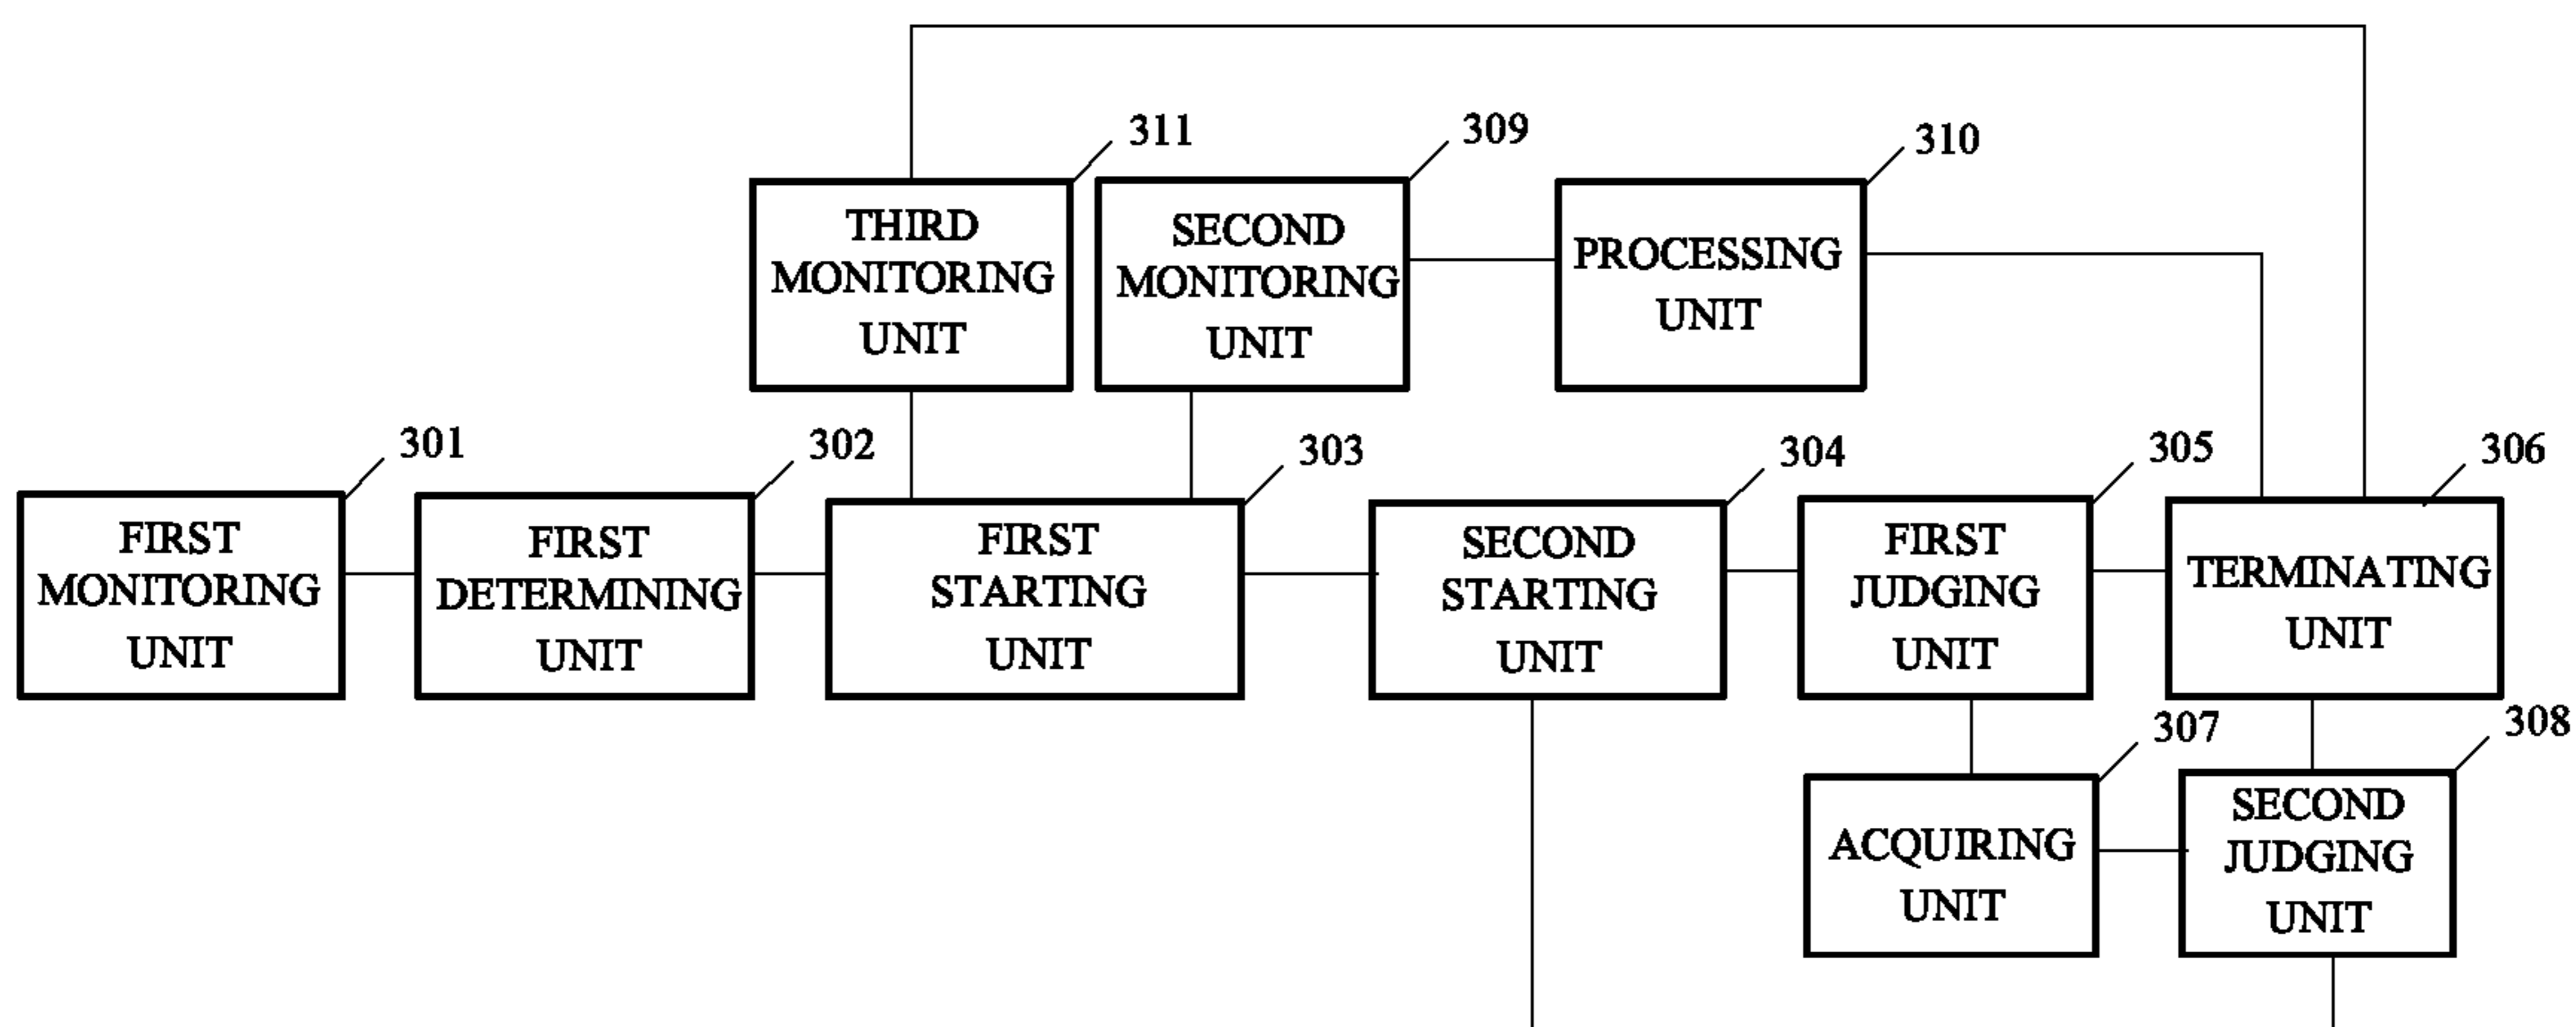 311
309
310
THIRD
MONITORING
UNIT
SECOND
MONITORING
UNIT
PROCESSING
UNIT
301
302
303
304
305
306
FIRST
MONITORING
UNIT
FIRST
DETERMINING
UNIT
FIRST
STARTING
UNIT
SECOND
STARTING
UNIT
FIRST
JUDGING
UNIT
TERMINATING
UNIT
307
308
ACQUIRING
UNIT
SECOND
JUDGING
UNIT